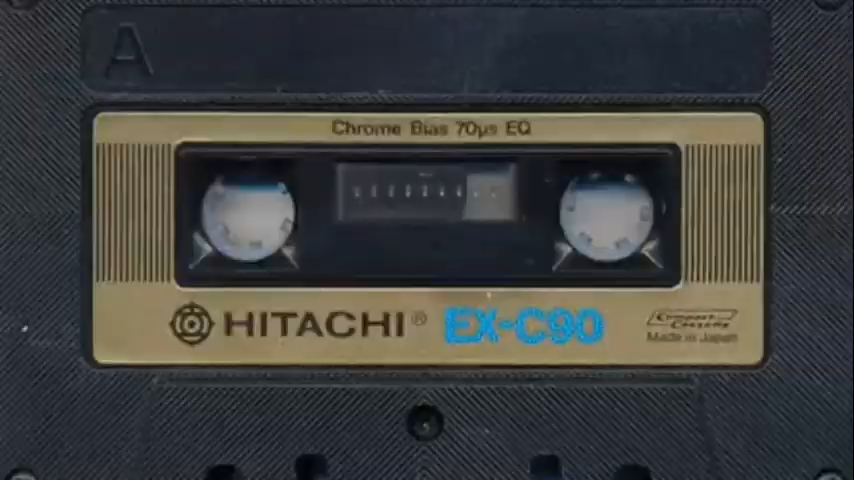 A
Chrome Bias 70µs EQ
HITACHI® EX-C90
Compact Cassette
Made in Japan